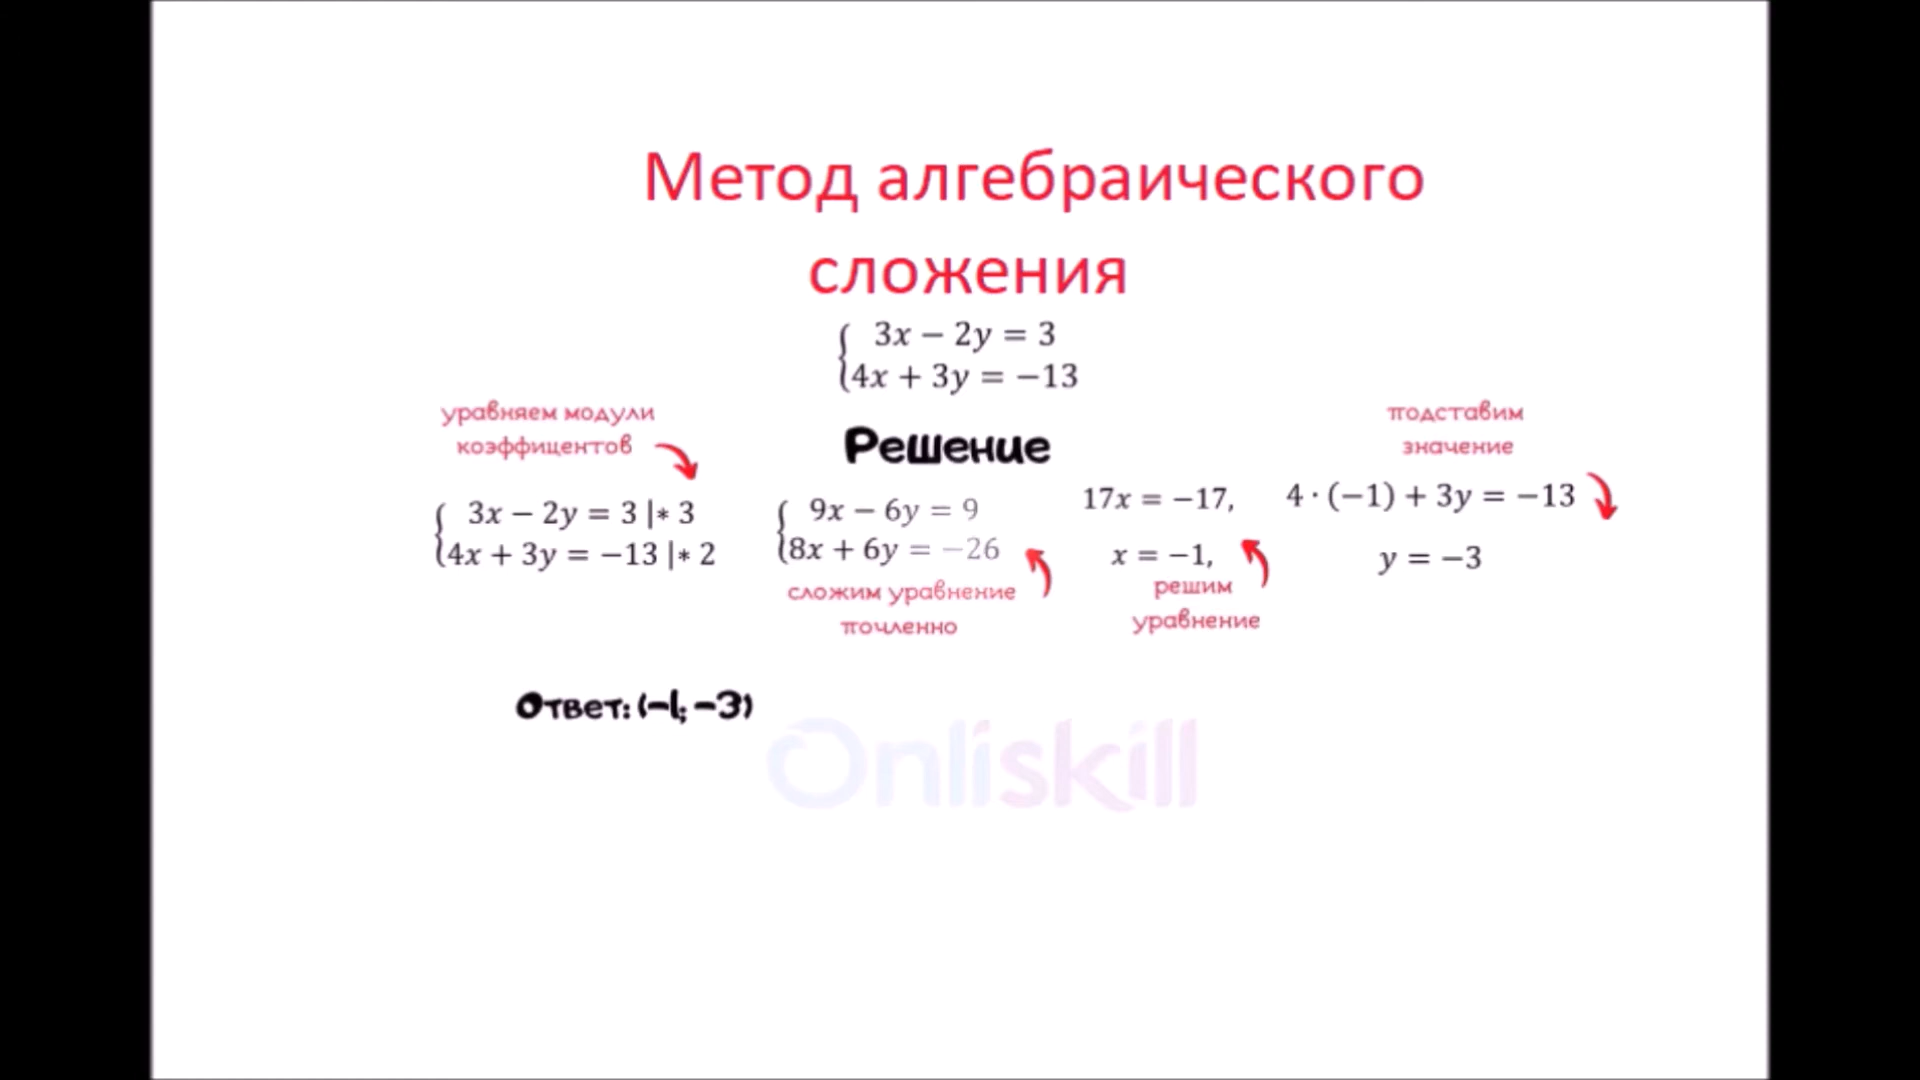 Метод алгебраического
сложения
3x − 2y = 3
4x + 3y = −13
Решение
уравняем модули
коэффицентов
3x − 2y = 3 |* 3
4x + 3y = −13 |* 2
9x − 6y = 9
8x + 6y = −26
сложим уравнение
почленно
17x = −17,
x = −1,
решим
уравнение
подставим
значение
4 · (−1) + 3y = −13
y = −3
Ответ: (−1; −3)
Onliskill